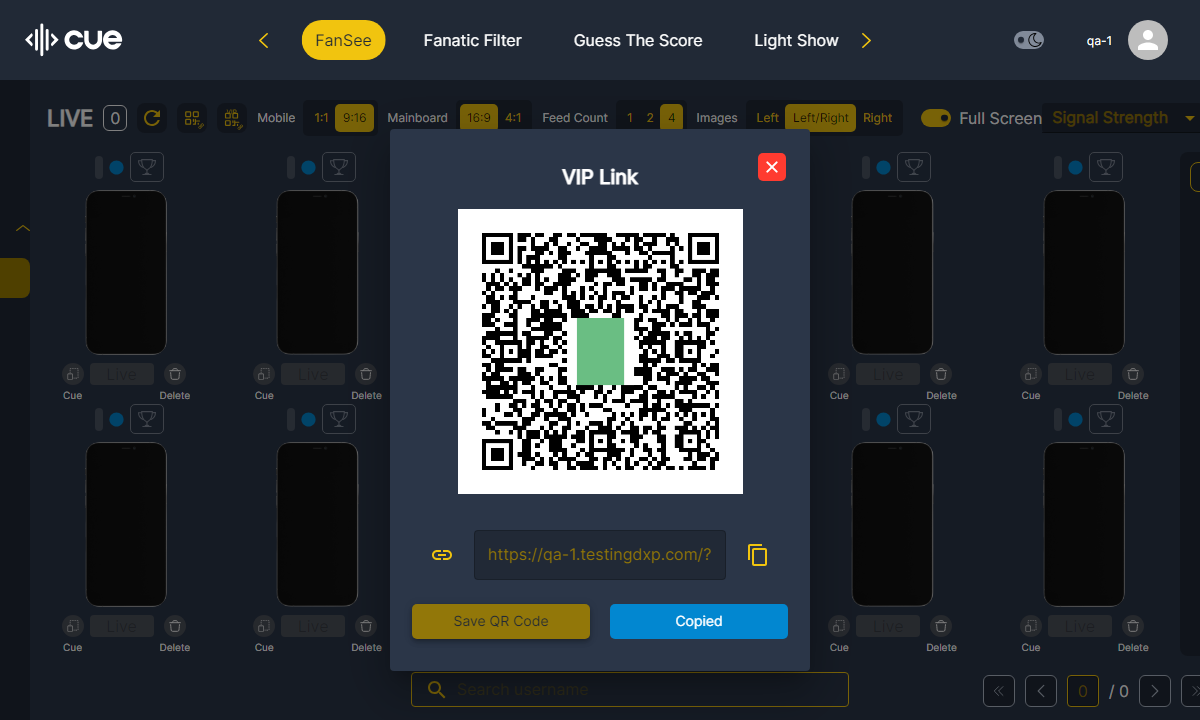 cue
FanSee
Fanatic Filter
Guess The Score
Light Show
qa-1
LIVE 0
Mobile 1:1 9:16
Mainboard 16:9 4:1
Feed Count 1 2 4
Images Left Left/Right Right
Full Screen
Signal Strength
VIP Link
https://qa-1.testingdxp.com/?
Save QR Code
Copied
Live
Live
Live
Live
Cue Delete
Cue Delete
Cue Delete
Cue Delete
Live
Live
Live
Live
Cue Delete
Cue Delete
Cue Delete
Cue Delete
Search username
0 / 0